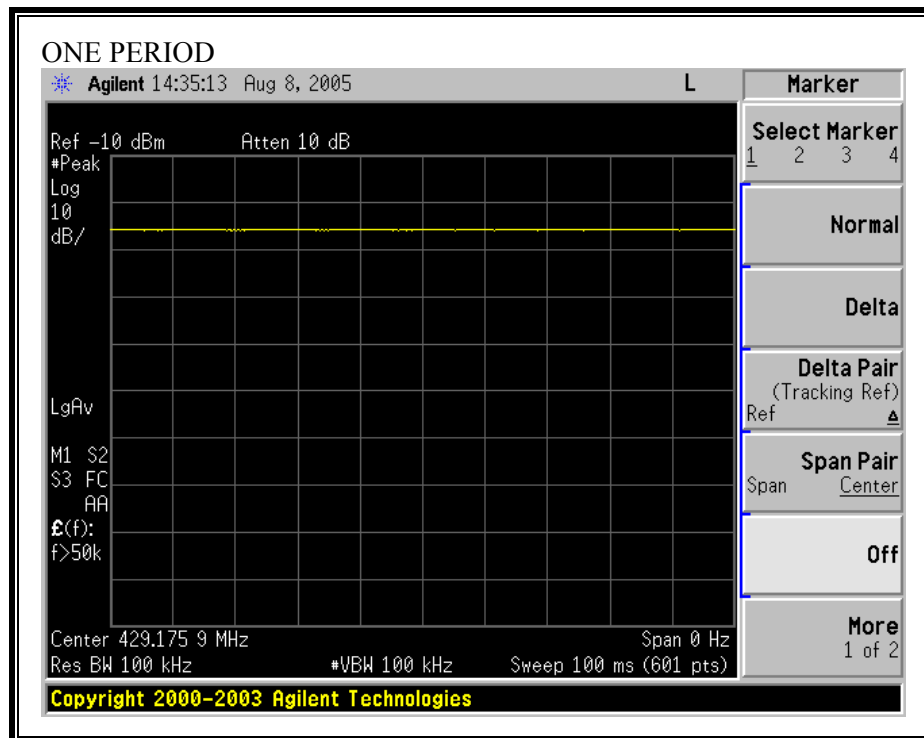 ONE PERIOD
Agilent 14:35:13 Aug 8, 2005 L
Marker
Ref -10 dBm Atten 10 dB
#Peak
Log
10
dB/
LgAv
M1 S2
S3 FC
AA
£(f):
f>50k
Center 429.175 9 MHz Span 0 Hz
Res BW 100 kHz #VBW 100 kHz Sweep 100 ms (601 pts)
Copyright 2000-2003 Agilent Technologies
Select Marker
1 2 3 4
Normal
Delta
Delta Pair
(Tracking Ref)
Ref Δ
Span Pair
Span Center
Off
More
1 of 2